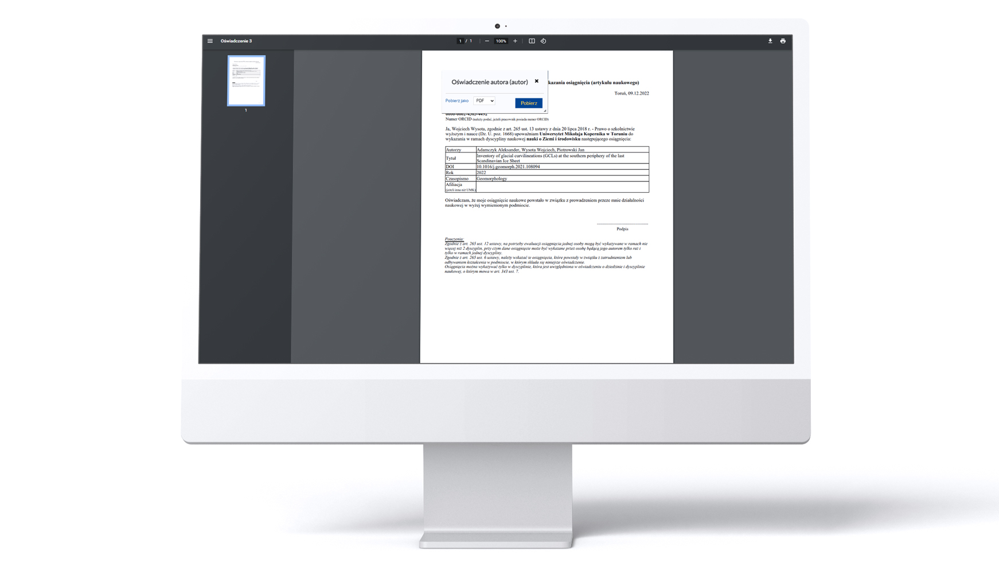 Oświadczenie 3
1 / 1
100%
1
Oświadczenie autora (autor)
Pobierz jako
PDF
Pobierz
kazania osiągnięcia (artykułu naukowego)
Toruń, 09.12.2022
Numer ORCID (należy podać, jeżeli pracownik posiada numer ORCID)
Ja, Wojciech Wysota, zgodnie z art. 265 ust. 13 ustawy z dnia 20 lipca 2018 r. - Prawo o szkolnictwie
wyższym i nauce (Dz. U. poz. 1668) upoważniam Uniwersytet Mikołaja Kopernika w Toruniu do
wykazania w ramach dyscypliny naukowej nauki o Ziemi i środowisku następującego osiągnięcia:
Autorzy Adamczyk Aleksander, Wysota Wojciech, Piotrowski Jan
Tytuł Inventory of glacial curvilineations (GCLs) at the southern periphery of the last
Scandinavian Ice Sheet
DOI 10.1016/j.geomorph.2021.108094
Rok 2022
Czasopismo Geomorphology
Afiliacja
(jeżeli inna niż UMK)
Oświadczam, że moje osiągnięcie naukowe powstało w związku z prowadzeniem przeze mnie działalności
naukowej w wyżej wymienionym podmiocie.
Podpis
Pouczenia:
Zgodnie z art. 265 ust. 12 ustawy, na potrzeby ewaluacji osiągnięcia jednej osoby mogą być wykazywane w ramach nie
więcej niż 2 dyscyplin, przy czym dane osiągnięcie może być wykazane przez osobę będącą jego autorem tylko raz i
tylko w ramach jednej dyscypliny.
Zgodnie z art. 265 ust. 6 ustawy, należy wskazać te osiągnięcia, które powstały w związku z zatrudnieniem lub
odbywaniem kształcenia w podmiocie, w którym składa się niniejsze oświadczenie.
Osiągnięcia można wykazywać tylko w dyscyplinie, która jest uwzględniona w oświadczeniu o dziedzinie i dyscyplinie
naukowej, o którym mowa w art. 343 ust. 7.